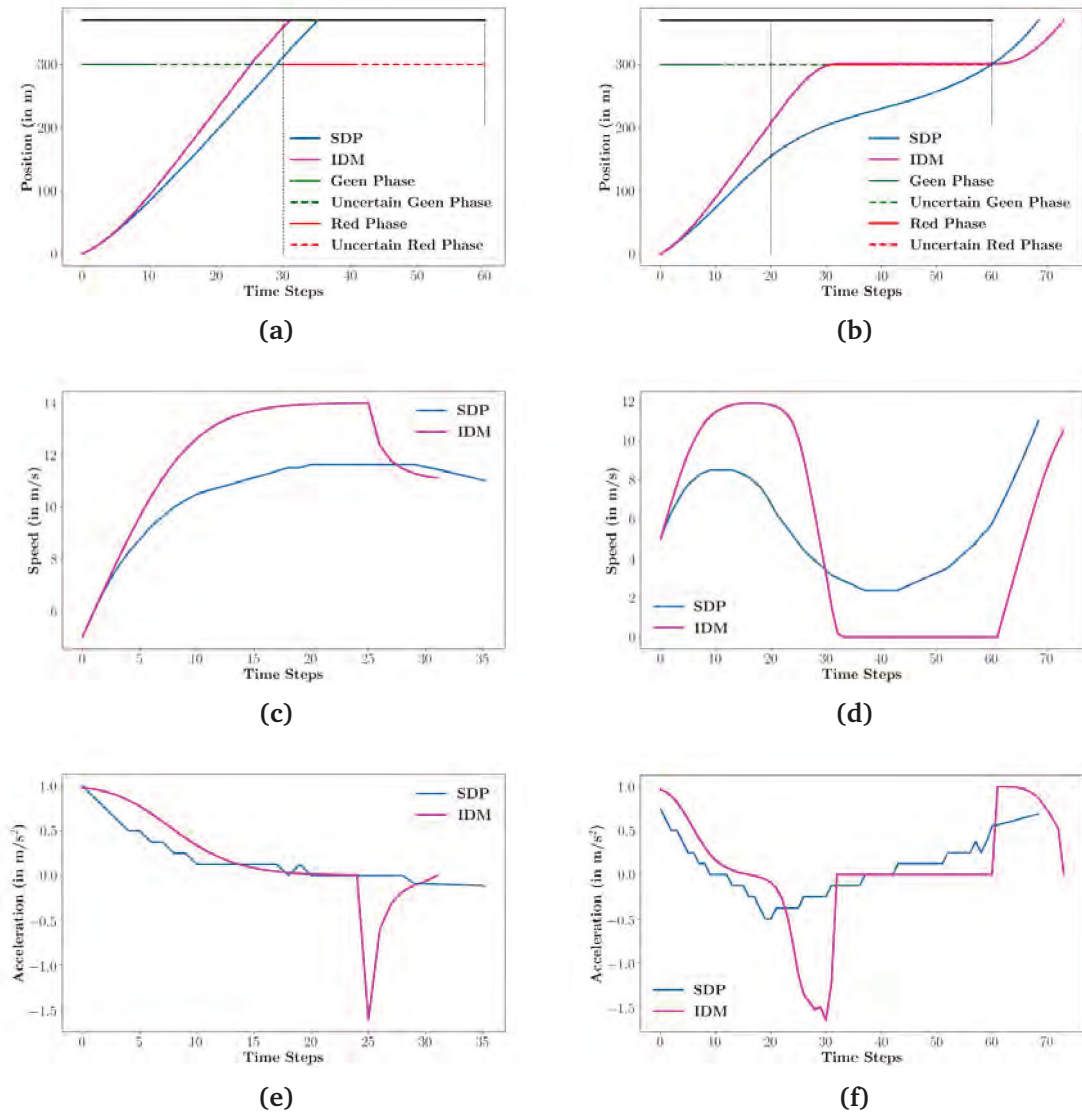 Position (in m)
300
200
100
0
SDP
IDM
Geen Phase
Uncertain Geen Phase
Red Phase
Uncertain Red Phase
0 10 20 30 40 50 60
Time Steps
(a)
Position (in m)
300
200
100
0
SDP
IDM
Geen Phase
Uncertain Geen Phase
Red Phase
Uncertain Red Phase
0 10 20 30 40 50 60 70
Time Steps
(b)
Speed (in m/s)
14
12
10
8
6
SDP
IDM
0 5 10 15 20 25 30 35
Time Steps
(c)
Speed (in m/s)
12
10
8
6
4
2
0
SDP
IDM
0 10 20 30 40 50 60 70
Time Steps
(d)
Acceleration (in m/s²)
1.0
0.5
0.0
−0.5
−1.0
−1.5
SDP
IDM
0 5 10 15 20 25 30 35
Time Steps
(e)
Acceleration (in m/s²)
1.0
0.5
0.0
−0.5
−1.0
−1.5
SDP
IDM
0 10 20 30 40 50 60 70
Time Steps
(f)